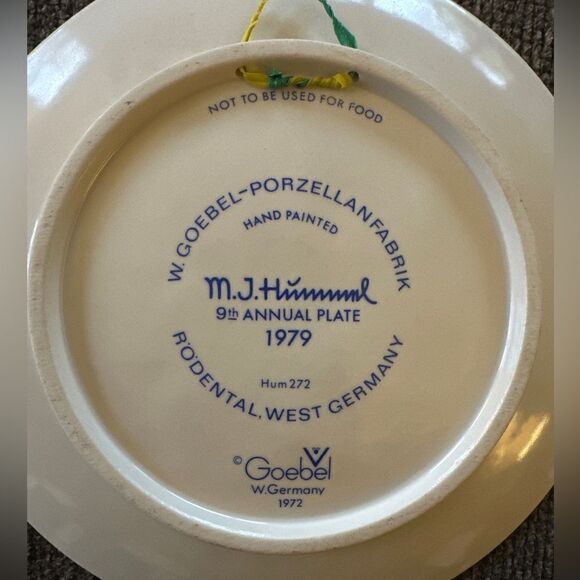 NOT TO BE USED FOR FOOD
W. GOEBEL-PORZELLANFABRIK
HAND PAINTED
M.J.Hümmel
9th ANNUAL PLATE
1979
Hum 272
RÖDENTAL, WEST GERMANY
© Goebel
W.Germany
1972